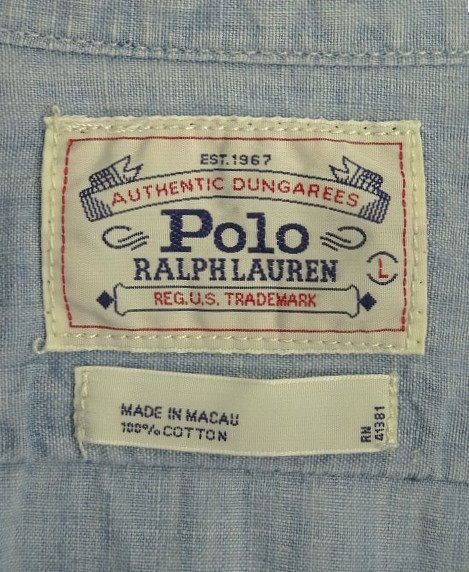 EST. 1967
AUTHENTIC DUNGAREES
Polo
RALPH LAUREN
L
REG. U.S. TRADEMARK
MADE IN MACAU
100% COTTON
RN
41381